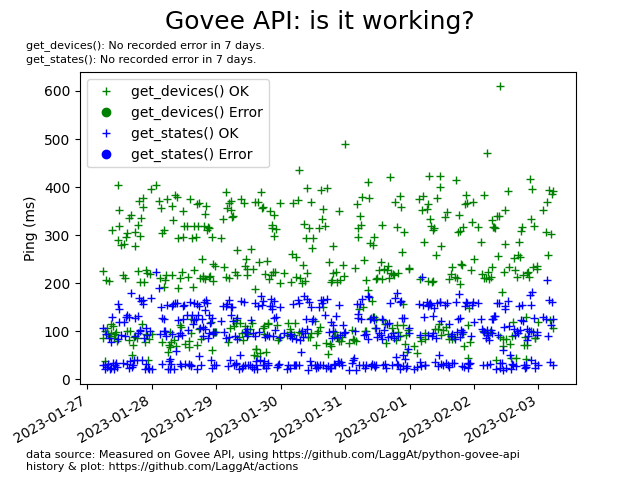 Govee API: is it working?
get_devices(): No recorded error in 7 days.
get_states(): No recorded error in 7 days.
get_devices() OK
get_devices() Error
get_states() OK
get_states() Error
Ping (ms)
600
500
400
300
200
100
0
2023-01-27
2023-01-28
2023-01-29
2023-01-30
2023-01-31
2023-02-01
2023-02-02
2023-02-03
data source: Measured on Govee API, using https://github.com/LaggAt/python-govee-api
history & plot: https://github.com/LaggAt/actions